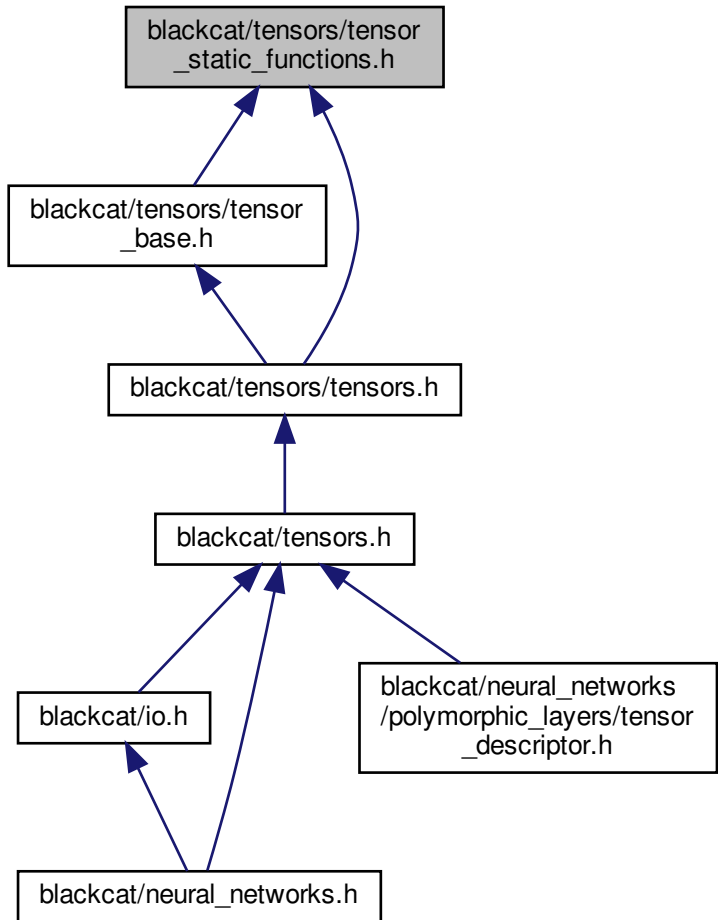 blackcat/tensors/tensor
_static_functions.h
blackcat/tensors/tensor
_base.h
blackcat/tensors/tensors.h
blackcat/tensors.h
blackcat/io.h
blackcat/neural_networks
/polymorphic_layers/tensor
_descriptor.h
blackcat/neural_networks.h